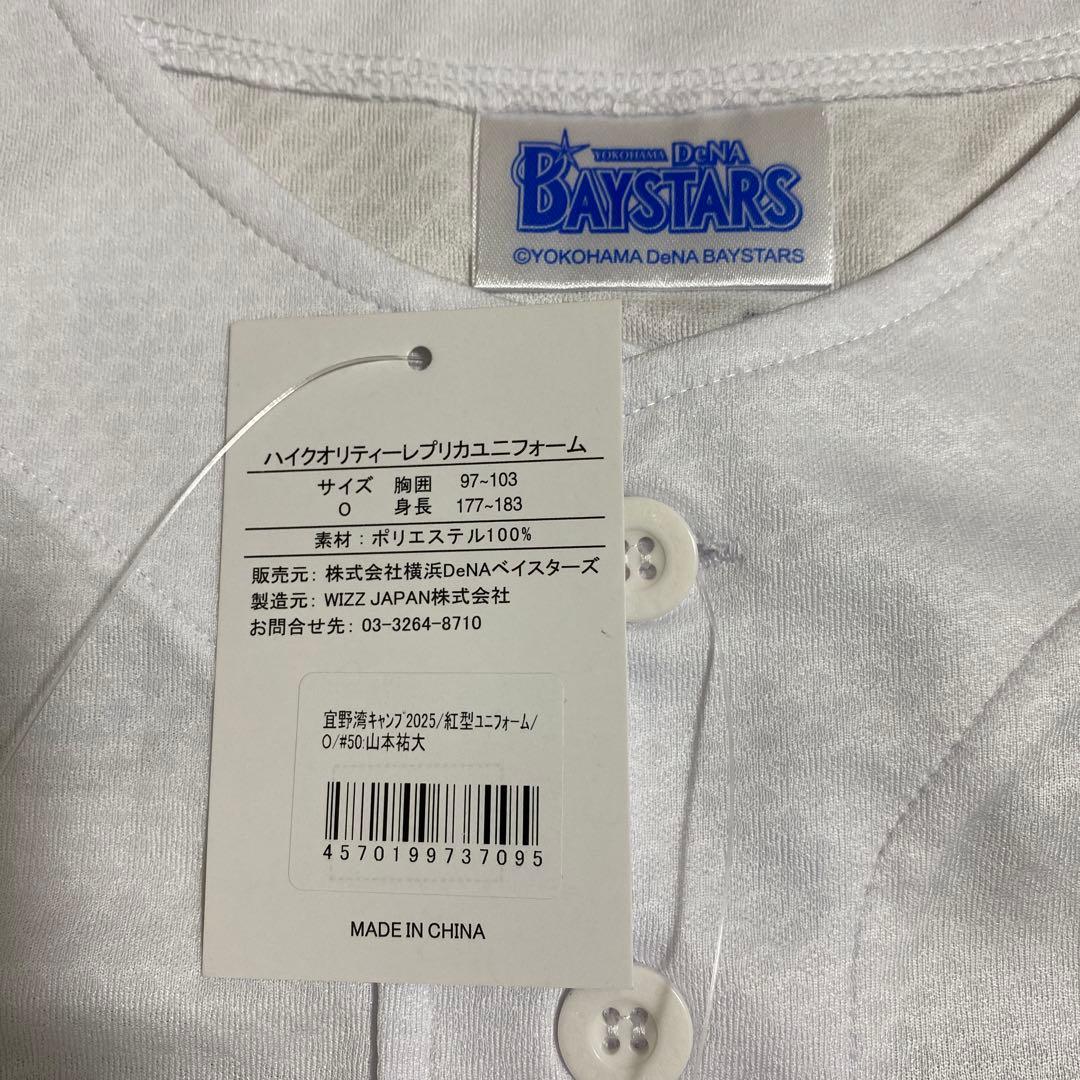 YOKOHAMA DeNA
BAYSTARS
©YOKOHAMA DeNA BAYSTARS
ハイクオリティーレプリカユニフォーム
サイズ 胸囲 97~103
O 身長 177~183
素材：ポリエステル100%
販売元：株式会社横浜DeNAベイスターズ
製造元：WIZZ JAPAN株式会社
お問合せ先：03-3264-8710
宜野湾ｷｬﾝﾌﾟ2025/紅型ﾕﾆﾌｫｰﾑ/
O/#50:山本祐大
4570199737095
MADE IN CHINA